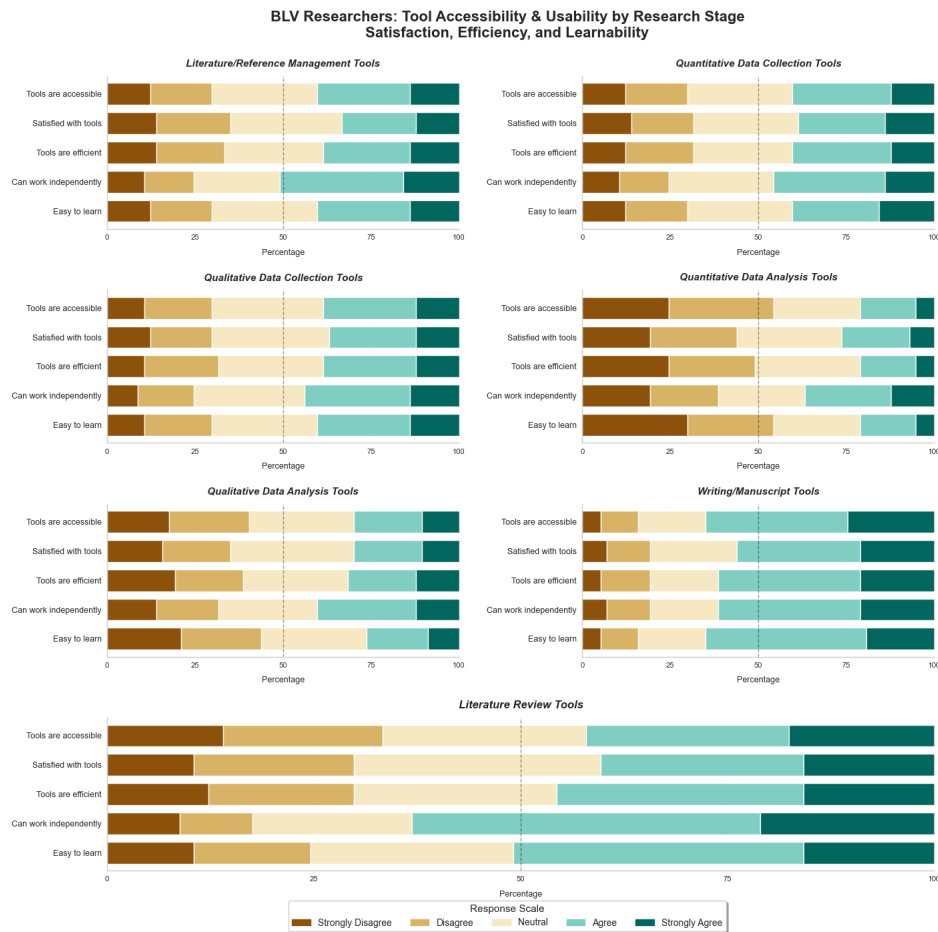 BLV Researchers: Tool Accessibility & Usability by Research Stage
Satisfaction, Efficiency, and Learnability
Literature/Reference Management Tools
Tools are accessible
Satisfied with tools
Tools are efficient
Can work independently
Easy to learn
0 25 50 75 100
Percentage
Quantitative Data Collection Tools
Tools are accessible
Satisfied with tools
Tools are efficient
Can work independently
Easy to learn
0 25 50 75 100
Percentage
Qualitative Data Collection Tools
Tools are accessible
Satisfied with tools
Tools are efficient
Can work independently
Easy to learn
0 25 50 75 100
Percentage
Quantitative Data Analysis Tools
Tools are accessible
Satisfied with tools
Tools are efficient
Can work independently
Easy to learn
0 25 50 75 100
Percentage
Qualitative Data Analysis Tools
Tools are accessible
Satisfied with tools
Tools are efficient
Can work independently
Easy to learn
0 25 50 75 100
Percentage
Writing/Manuscript Tools
Tools are accessible
Satisfied with tools
Tools are efficient
Can work independently
Easy to learn
0 25 50 75 100
Percentage
Literature Review Tools
Tools are accessible
Satisfied with tools
Tools are efficient
Can work independently
Easy to learn
0 25 50 75 100
Percentage
Response Scale
Strongly Disagree Disagree Neutral Agree Strongly Agree